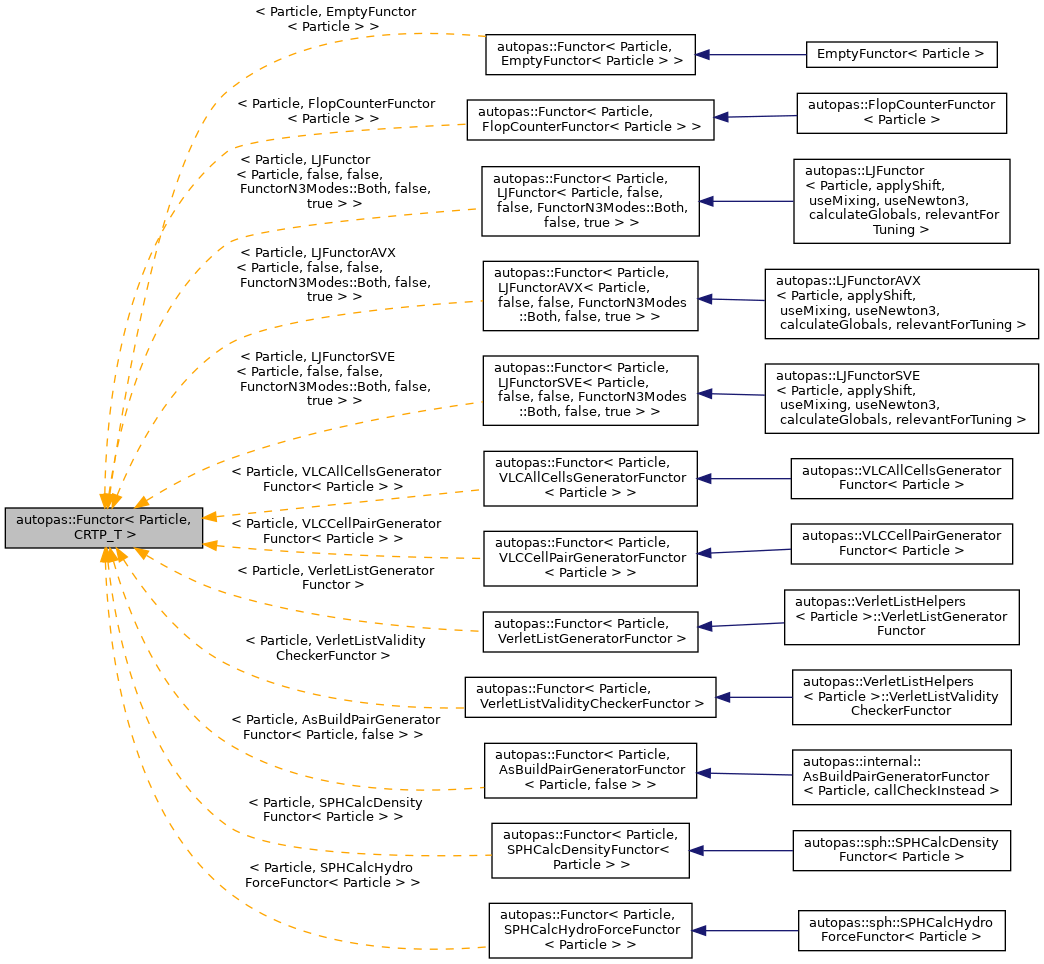 < Particle, EmptyFunctor
< Particle > >
autopas::Functor< Particle,
EmptyFunctor< Particle > >
EmptyFunctor< Particle >
< Particle, FlopCounterFunctor
< Particle > >
autopas::Functor< Particle,
FlopCounterFunctor< Particle > >
autopas::FlopCounterFunctor
< Particle >
< Particle, LJFunctor
< Particle, false, false,
FunctorN3Modes::Both, false,
true > >
autopas::Functor< Particle,
LJFunctor< Particle, false,
false, FunctorN3Modes::Both,
false, true > >
autopas::LJFunctor
< Particle, applyShift,
useMixing, useNewton3,
calculateGlobals, relevantFor
Tuning >
< Particle, LJFunctorAVX
< Particle, false, false,
FunctorN3Modes::Both, false,
true > >
autopas::Functor< Particle,
LJFunctorAVX< Particle,
false, false, FunctorN3Modes
::Both, false, true > >
autopas::LJFunctorAVX
< Particle, applyShift,
useMixing, useNewton3,
calculateGlobals, relevantForTuning >
< Particle, LJFunctorSVE
< Particle, false, false,
FunctorN3Modes::Both, false,
true > >
autopas::Functor< Particle,
LJFunctorSVE< Particle,
false, false, FunctorN3Modes
::Both, false, true > >
autopas::LJFunctorSVE
< Particle, applyShift,
useMixing, useNewton3,
calculateGlobals, relevantForTuning >
< Particle, VLCAllCellsGenerator
Functor< Particle > >
autopas::Functor< Particle,
VLCAllCellsGeneratorFunctor
< Particle > >
autopas::VLCAllCellsGenerator
Functor< Particle >
autopas::Functor< Particle,
CRTP_T >
< Particle, VLCCellPairGenerator
Functor< Particle > >
autopas::Functor< Particle,
VLCCellPairGeneratorFunctor
< Particle > >
autopas::VLCCellPairGenerator
Functor< Particle >
< Particle, VerletListGenerator
Functor >
autopas::Functor< Particle,
VerletListGeneratorFunctor >
autopas::VerletListHelpers
< Particle >::VerletListGenerator
Functor
< Particle, VerletListValidity
CheckerFunctor >
autopas::Functor< Particle,
VerletListValidityCheckerFunctor >
autopas::VerletListHelpers
< Particle >::VerletListValidity
CheckerFunctor
< Particle, AsBuildPairGenerator
Functor< Particle, false > >
autopas::Functor< Particle,
AsBuildPairGeneratorFunctor
< Particle, false > >
autopas::internal::
AsBuildPairGeneratorFunctor
< Particle, callCheckInstead >
< Particle, SPHCalcDensity
Functor< Particle > >
autopas::Functor< Particle,
SPHCalcDensityFunctor<
Particle > >
autopas::sph::SPHCalcDensity
Functor< Particle >
< Particle, SPHCalcHydro
ForceFunctor< Particle > >
autopas::Functor< Particle,
SPHCalcHydroForceFunctor
< Particle > >
autopas::sph::SPHCalcHydro
ForceFunctor< Particle >